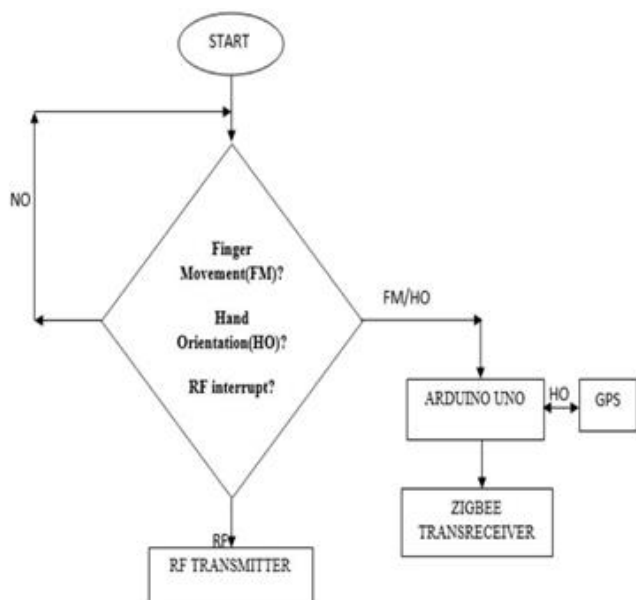 START
NO
Finger
Movement(FM)?
Hand
Orientation(HO)?
RF interrupt?
FM/HO
ARDUINO UNO
HO
GPS
ZIGBEE
TRANSRECEIVER
RF
RF TRANSMITTER